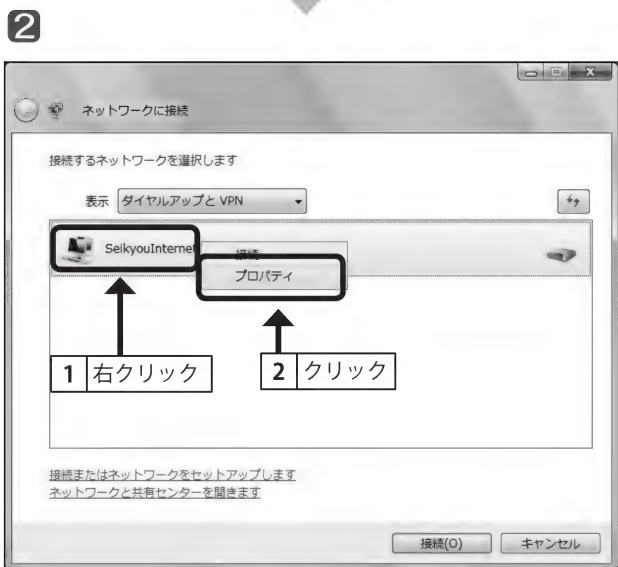 2
ネットワークに接続
接続するネットワークを選択します
表示 ダイヤルアップと VPN
SeikyouInternet
接続
プロパティ
1 右クリック
2 クリック
接続またはネットワークをセットアップします
ネットワークと共有センターを開きます
接続(O) キャンセル